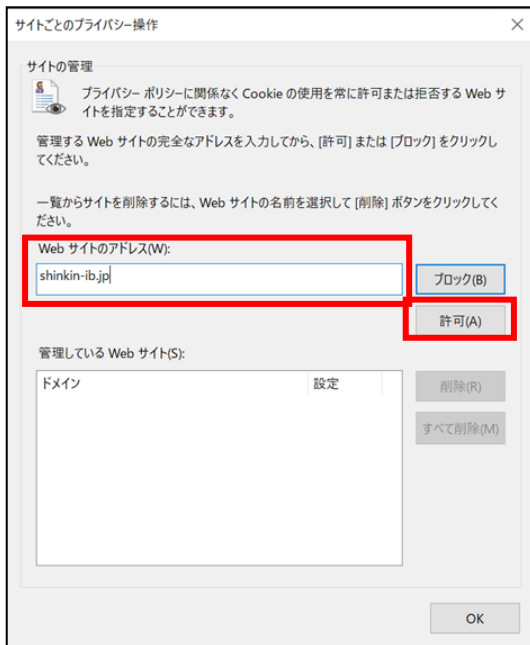 サイトごとのプライバシー操作
サイトの管理
プライバシー ポリシーに関係なく Cookie の使用を常に許可または拒否する Web サ
イトを指定することができます。
管理する Web サイトの完全なアドレスを入力してから、[許可] または [ブロック] をクリックし
てください。
一覧からサイトを削除するには、Web サイトの名前を選択して [削除] ボタンをクリックしてく
ださい。
Web サイトのアドレス(W):
shinkin-ib.jp
ブロック(B)
許可(A)
管理している Web サイト(S):
ドメイン 設定
削除(R)
すべて削除(M)
OK